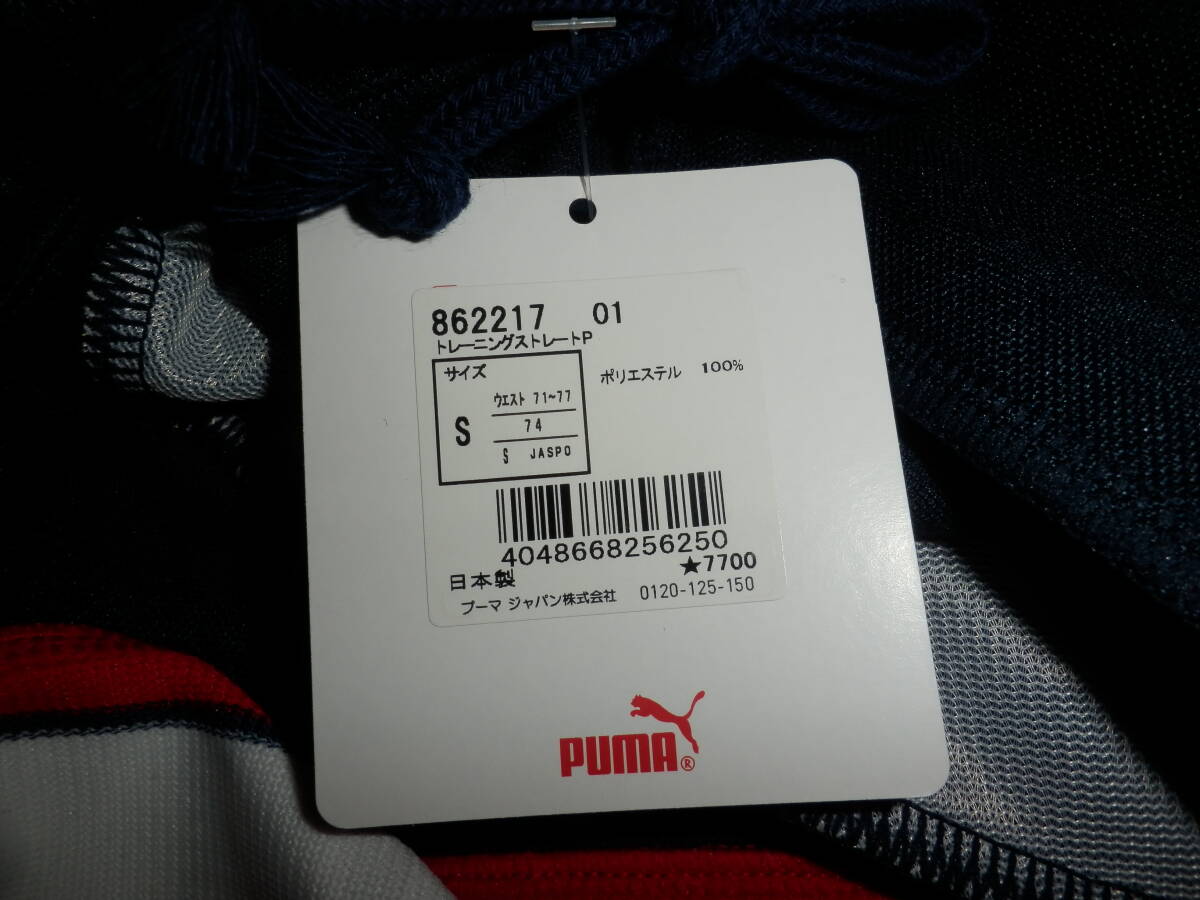 862217 01
トレーニングストレートP
サイズ
ポリエステル 100%
S
ウエスト 71~77
74
S JASPO
4048668256250
★7700
日本製
プーマ ジャパン株式会社 0120-125-150
PUMA®